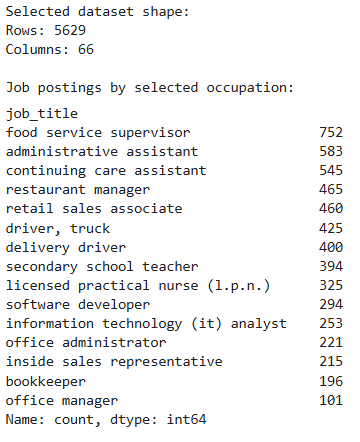 Selected dataset shape:
Rows: 5629
Columns: 66

Job postings by selected occupation:
job_title
food service supervisor 752
administrative assistant 583
continuing care assistant 545
restaurant manager 465
retail sales associate 460
driver, truck 425
delivery driver 400
secondary school teacher 394
licensed practical nurse (l.p.n.) 325
software developer 294
information technology (it) analyst 253
office administrator 221
inside sales representative 215
bookkeeper 196
office manager 101
Name: count, dtype: int64